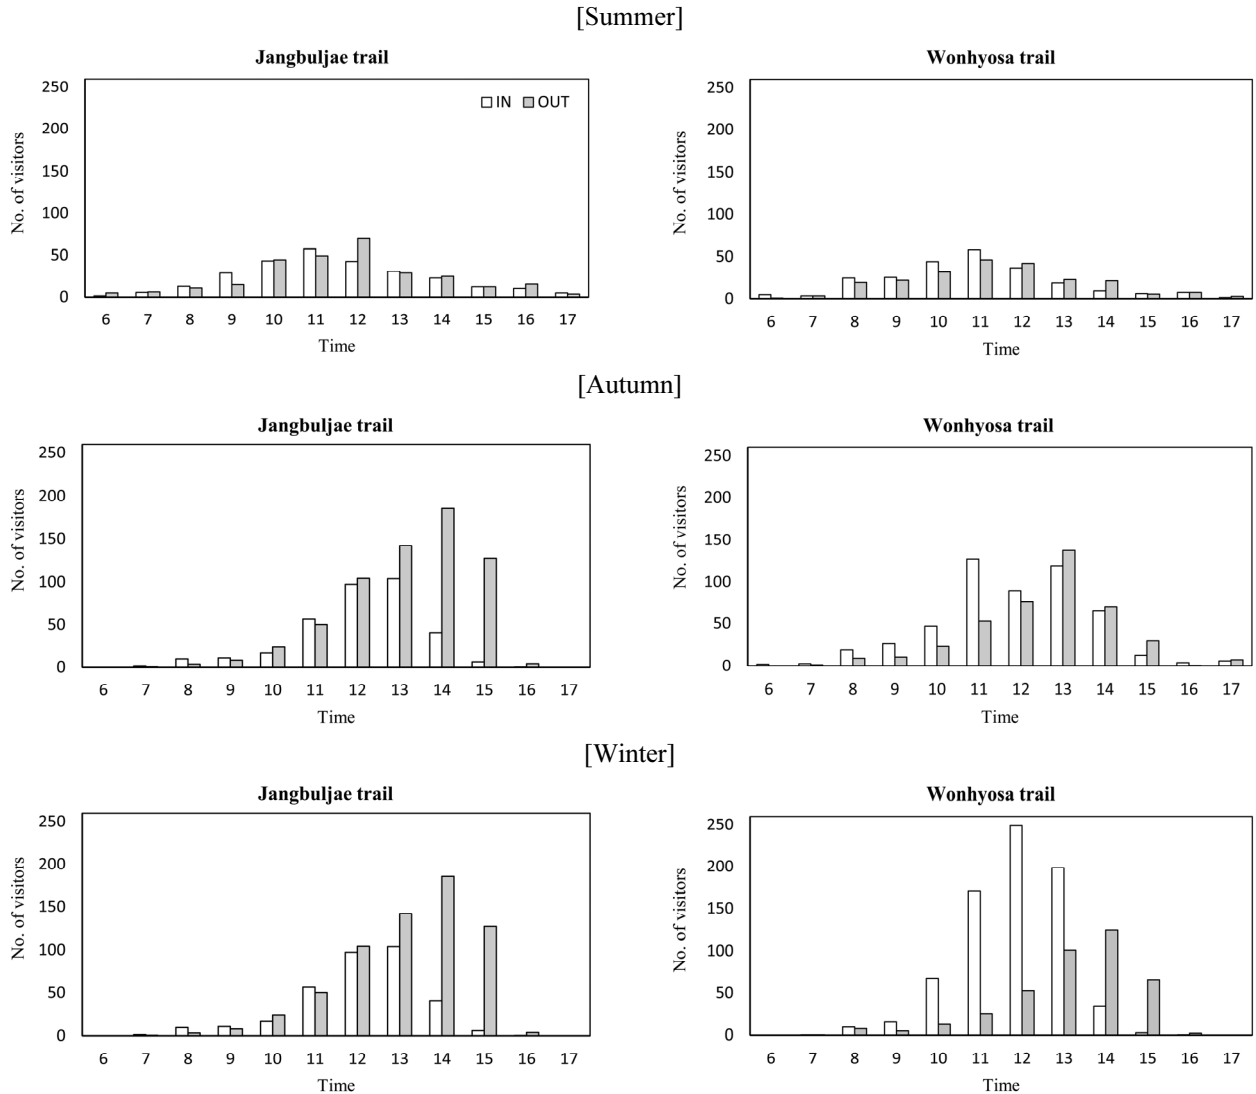 [Summer]
Jangbuljae trail
No. of visitors
250
200
150
100
50
0
IN OUT
6 7 8 9 10 11 12 13 14 15 16 17
Time
Wonhyosa trail
No. of visitors
250
200
150
100
50
0
6 7 8 9 10 11 12 13 14 15 16 17
Time
[Autumn]
Jangbuljae trail
No. of visitors
250
200
150
100
50
0
6 7 8 9 10 11 12 13 14 15 16 17
Time
Wonhyosa trail
No. of visitors
250
200
150
100
50
0
6 7 8 9 10 11 12 13 14 15 16 17
Time
[Winter]
Jangbuljae trail
No. of visitors
250
200
150
100
50
0
6 7 8 9 10 11 12 13 14 15 16 17
Time
Wonhyosa trail
No. of visitors
250
200
150
100
50
0
6 7 8 9 10 11 12 13 14 15 16 17
Time